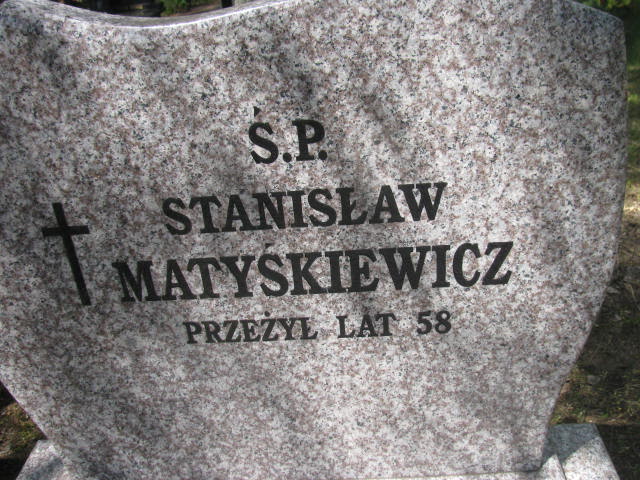 Ś.P.
STANISŁAW
MATYŚKIEWICZ
PRZEŻYŁ LAT 58